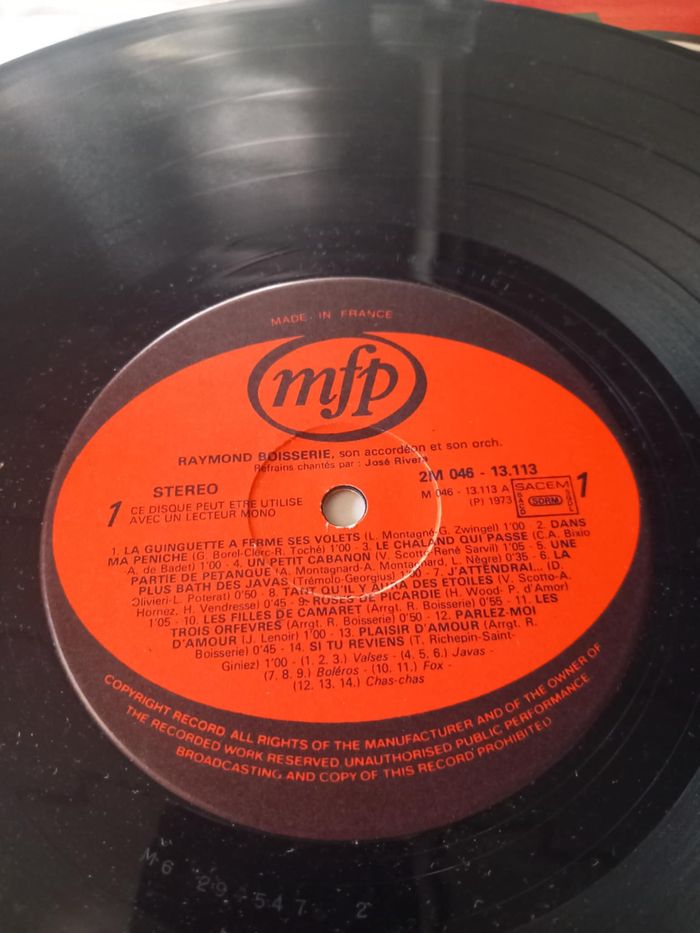 MADE IN FRANCE
mfp
RAYMOND BOISSERIE, son accordéon et son orch.
Refrains chantés par : José Rivera
2M 046 - 13.113
1 STEREO
M 046 - 13.113 A
SACEM
SACD SDRM SGDL
1
CE DISQUE PEUT ETRE UTILISE
(P) 1973
AVEC UN LECTEUR MONO
1. LA GUINGUETTE A FERME SES VOLETS (L. Montagné-G. Zwingel) 1'00 - 2. DANS
MA PENICHE (G. Borel-Clerc-R. Toché) 1'00 - 3. LE CHALAND QUI PASSE (C.A. Bixio
-A. de Badet) 1'00 - 4. UN PETIT CABANON (V. Scotto-René Sarvil) 1'05 - 5. UNE
PARTIE DE PETANQUE (A. Montagnard-A. Montagnard, L. Nègre) 0'35 - 6. LA
PLUS BATH DES JAVAS (Trémolo-Georgius) 1'00 - 7. J'ATTENDRAI... (D.
Olivieri-L. Poterat) 0'50 - 8. TANT QU'IL Y AURA DES ETOILES (V. Scotto-A.
Hornez, H. Vendresse) 0'45 - 9. ROSES DE PICARDIE (H. Wood- P. d'Amor)
1'05 - 10. LES FILLES DE CAMARET (Arrgt. R. Boisserie) 0'55 - 11. LES
TROIS ORFEVRES (Arrgt. R. Boisserie) 0'50 - 12. PARLEZ-MOI
D'AMOUR (J. Lenoir) - 13. PLAISIR D'AMOUR (Arrgt. R.
Boisserie) 0'45 - 14. SI TU REVIENS (T. Richepin-Saint-
Giniez) 1'00 - (1. 2. 3.) Valses - (4. 5. 6.) Javas -
(7. 8. 9.) Boléros - (10. 11.) Fox -
(12. 13. 14.) Chas-chas
COPYRIGHT RECORD ALL RIGHTS OF THE MANUFACTURER AND OF THE OWNER OF
THE RECORDED WORK RESERVED UNAUTHORISED PUBLIC PERFORMANCE
BROADCASTING AND COPY OF THIS RECORD PROHIBITED
M6 29 547 2